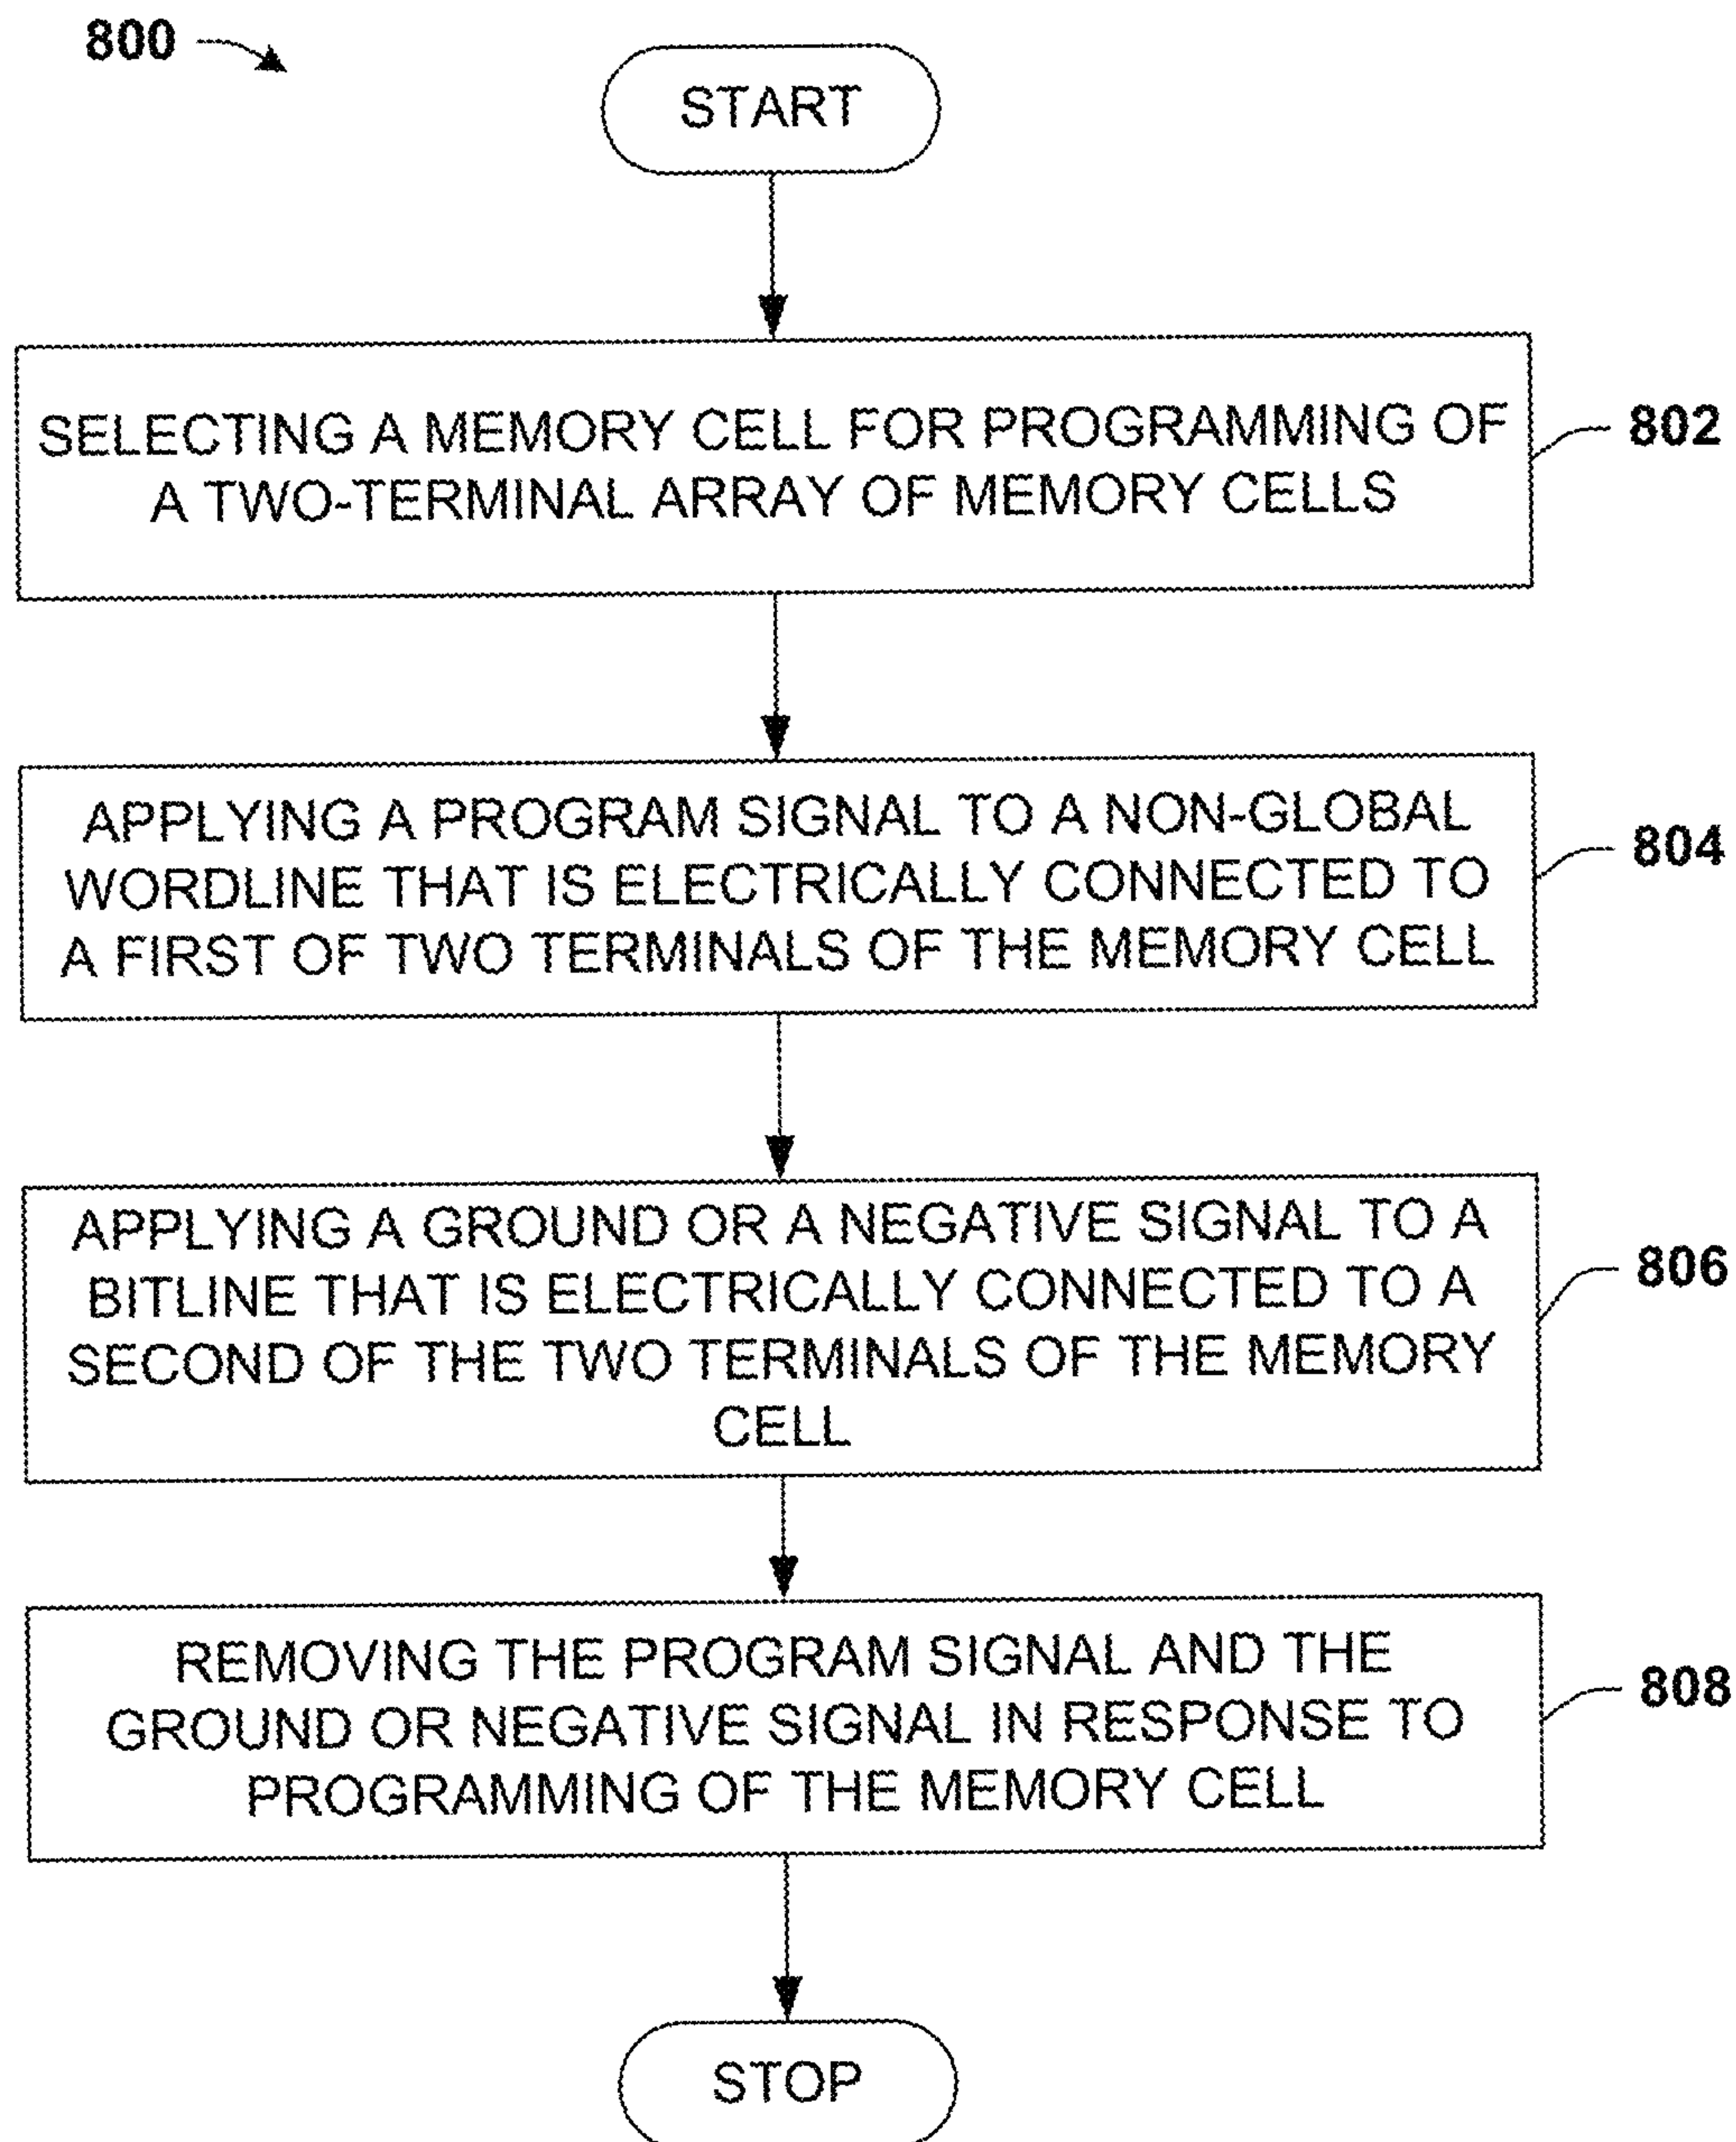 800
START
SELECTING A MEMORY CELL FOR PROGRAMMING OF
A TWO-TERMINAL ARRAY OF MEMORY CELLS
802
APPLYING A PROGRAM SIGNAL TO A NON-GLOBAL
WORDLINE THAT IS ELECTRICALLY CONNECTED TO
A FIRST OF TWO TERMINALS OF THE MEMORY CELL
804
APPLYING A GROUND OR A NEGATIVE SIGNAL TO A
BITLINE THAT IS ELECTRICALLY CONNECTED TO A
SECOND OF THE TWO TERMINALS OF THE MEMORY
CELL
806
REMOVING THE PROGRAM SIGNAL AND THE
GROUND OR NEGATIVE SIGNAL IN RESPONSE TO
PROGRAMMING OF THE MEMORY CELL
808
STOP